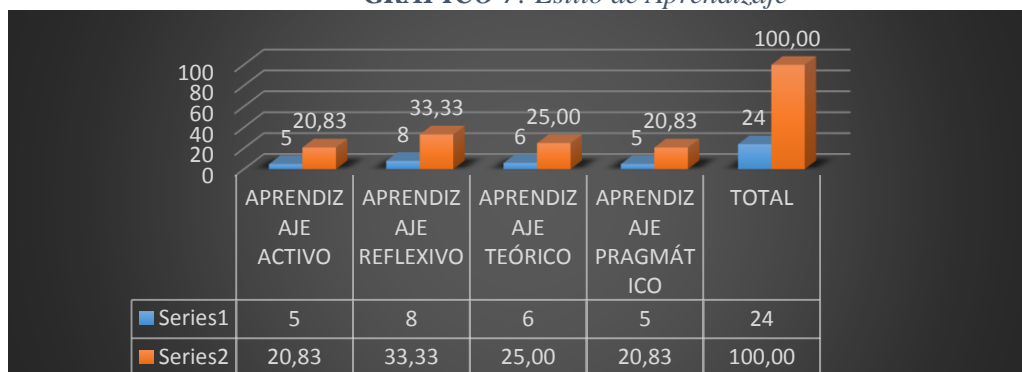 GRÁFICO 7: Estilo de Aprendizaje
100,00
100
80
60
40
20
0
5
20,83
8
33,33
6
25,00
5
20,83
24
APRENDIZ
AJE
ACTIVO
APRENDIZ
AJE
REFLEXIVO
APRENDIZ
AJE
TEÓRICO
APRENDIZ
AJE
PRAGMÁT
ICO
TOTAL
Series1 5 8 6 5 24
Series2 20,83 33,33 25,00 20,83 100,00